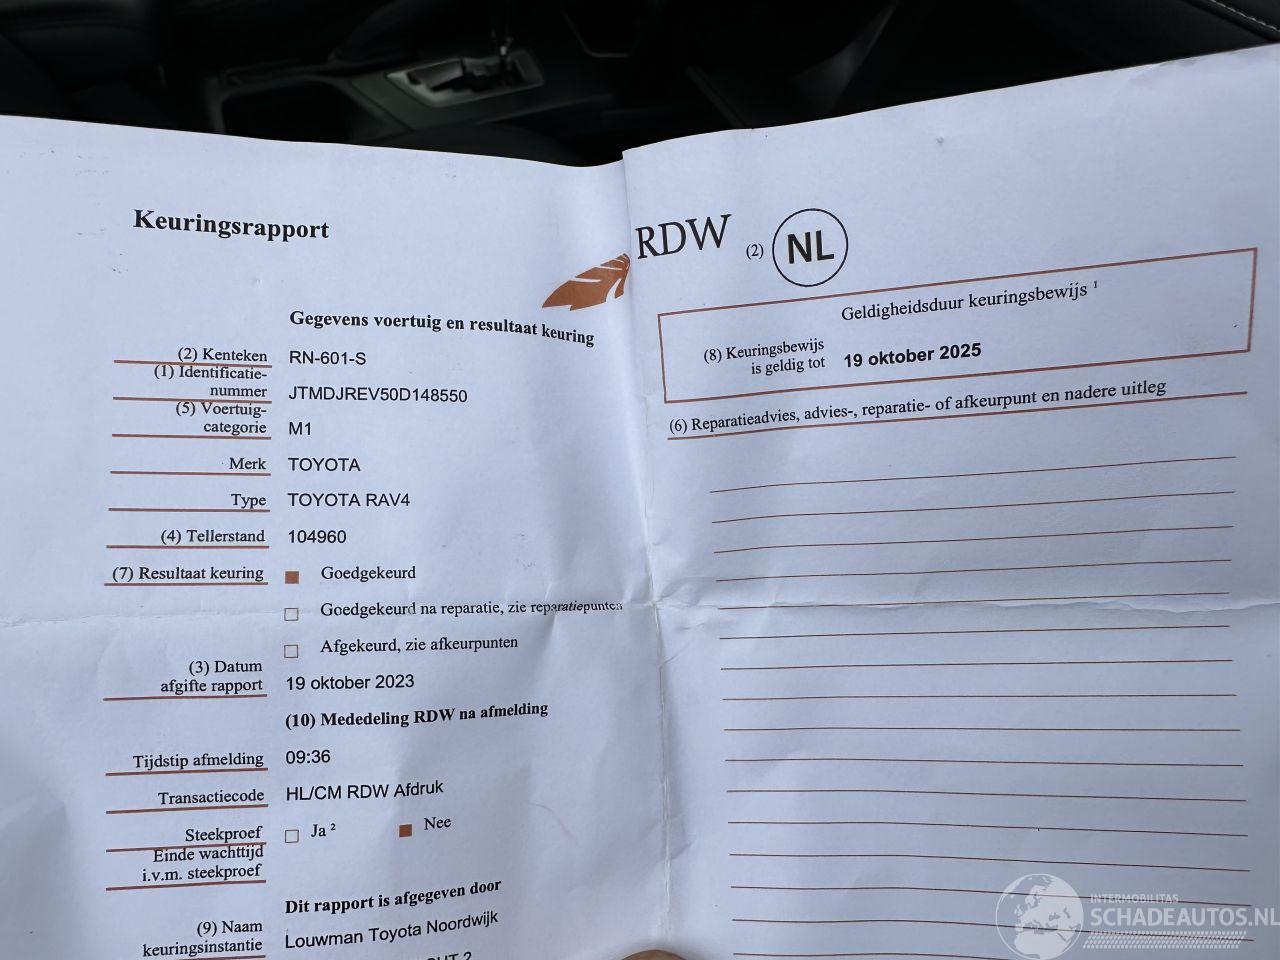 Keuringsrapport
Gegevens voertuig en resultaat keuring
(2) Kenteken RN-601-S
(1) Identificatie-
nummer JTMDJREV50D148550
(5) Voertuig-
categorie M1
Merk TOYOTA
Type TOYOTA RAV4
(4) Tellerstand 104960
(7) Resultaat keuring Goedgekeurd
Goedgekeurd na reparatie, zie reparatiepunten
Afgekeurd, zie afkeurpunten
(3) Datum
afgifte rapport 19 oktober 2023
(10) Mededeling RDW na afmelding
Tijdstip afmelding 09:36
Transactiecode HL/CM RDW Afdruk
Steekproef Ja ² Nee
Einde wachttijd
i.v.m. steekproef
Dit rapport is afgegeven door
(9) Naam
keuringsinstantie Louwman Toyota Noordwijk
RDW (2) NL
Geldigheidsduur keuringsbewijs ¹
(8) Keuringsbewijs
is geldig tot 19 oktober 2025
(6) Reparatieadvies, advies-, reparatie- of afkeurpunt en nadere uitleg
INTERMOBILITAS
SCHADEAUTOS.NL